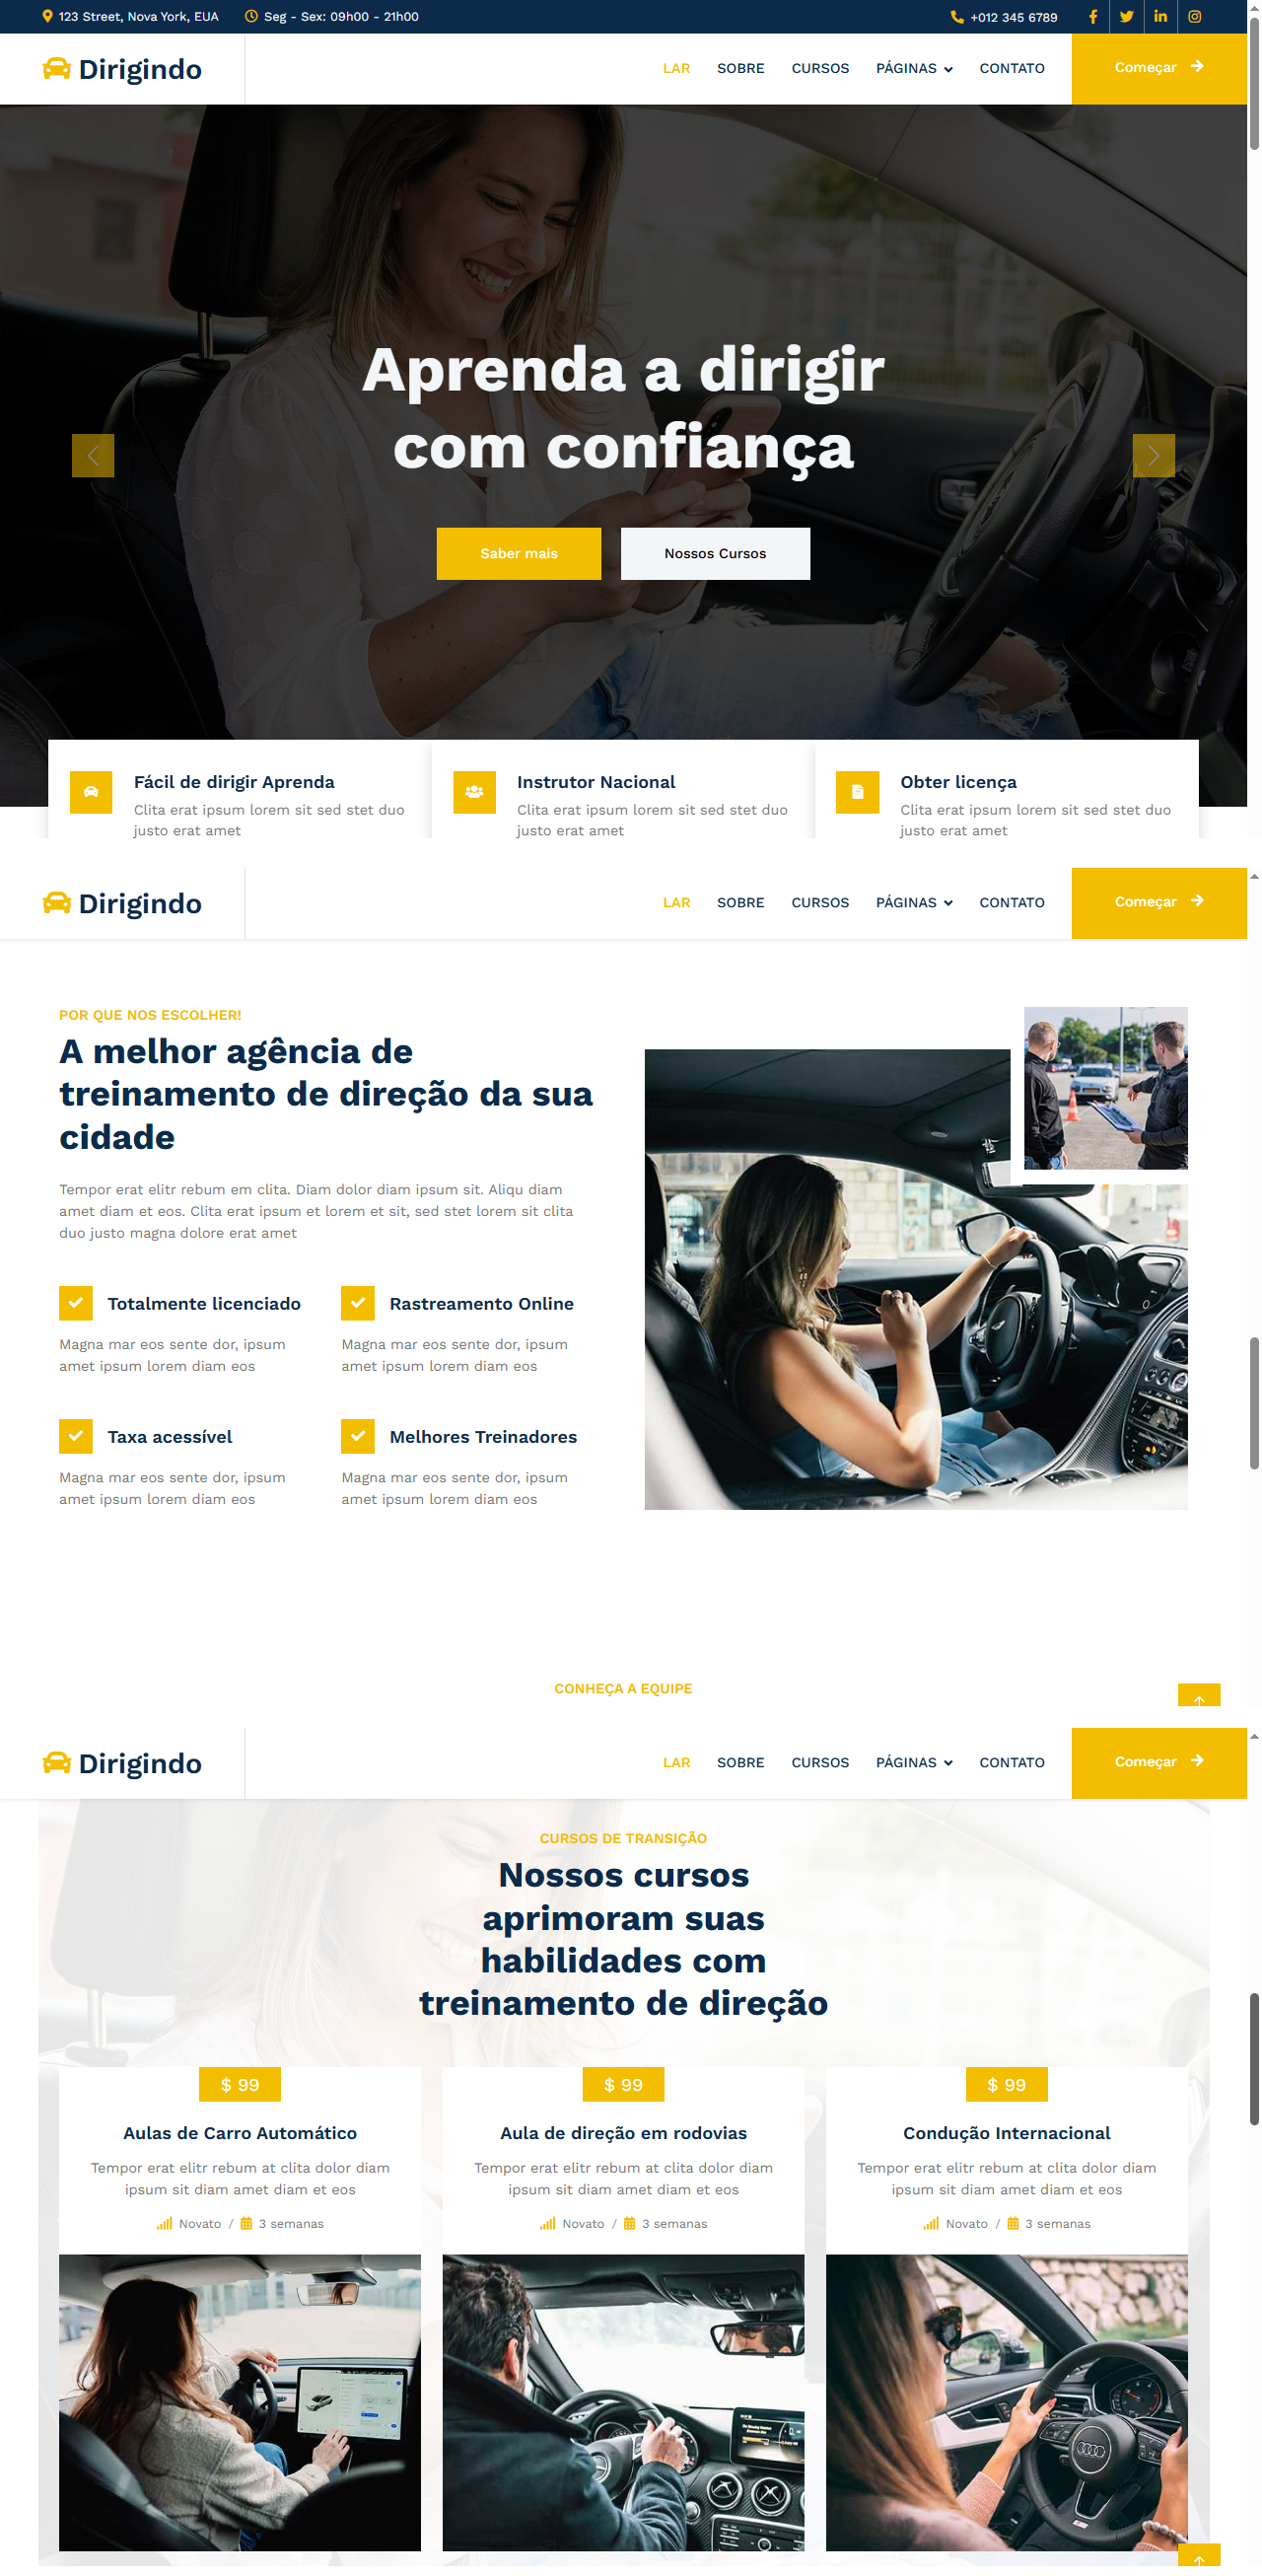 123 Street, Nova York, EUA Seg - Sex: 09h00 - 21h00 +012 345 6789
Dirigindo LAR SOBRE CURSOS PÁGINAS CONTATO Começar
Aprenda a dirigir
com confiança
Saber mais Nossos Cursos
Fácil de dirigir Aprenda
Clita erat ipsum lorem sit sed stet duo
justo erat amet
Instrutor Nacional
Clita erat ipsum lorem sit sed stet duo
justo erat amet
Obter licença
Clita erat ipsum lorem sit sed stet duo
justo erat amet
Dirigindo LAR SOBRE CURSOS PÁGINAS CONTATO Começar
POR QUE NOS ESCOLHER!
A melhor agência de
treinamento de direção da sua
cidade
Tempor erat elitr rebum em clita. Diam dolor diam ipsum sit. Aliqu diam
amet diam et eos. Clita erat ipsum et lorem et sit, sed stet lorem sit clita
duo justo magna dolore erat amet
Totalmente licenciado
Magna mar eos sente dor, ipsum
amet ipsum lorem diam eos
Rastreamento Online
Magna mar eos sente dor, ipsum
amet ipsum lorem diam eos
Taxa acessível
Magna mar eos sente dor, ipsum
amet ipsum lorem diam eos
Melhores Treinadores
Magna mar eos sente dor, ipsum
amet ipsum lorem diam eos
CONHEÇA A EQUIPE
Dirigindo LAR SOBRE CURSOS PÁGINAS CONTATO Começar
CURSOS DE TRANSIÇÃO
Nossos cursos
aprimoram suas
habilidades com
treinamento de direção
$ 99
Aulas de Carro Automático
Tempor erat elitr rebum at clita dolor diam
ipsum sit diam amet diam et eos
Novato / 3 semanas
$ 99
Aula de direção em rodovias
Tempor erat elitr rebum at clita dolor diam
ipsum sit diam amet diam et eos
Novato / 3 semanas
$ 99
Condução Internacional
Tempor erat elitr rebum at clita dolor diam
ipsum sit diam amet diam et eos
Novato / 3 semanas